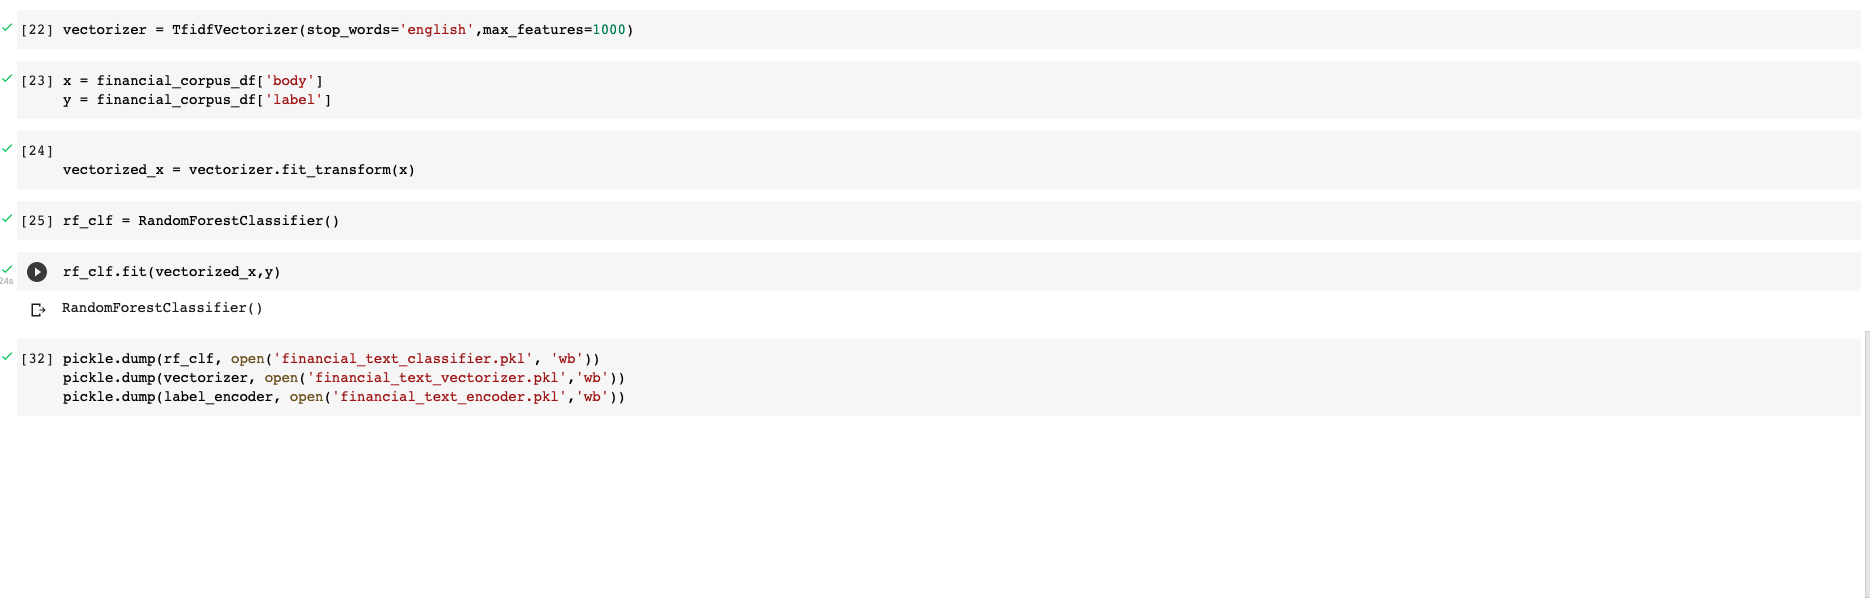 [22] vectorizer = TfidfVectorizer(stop_words='english',max_features=1000)
[23] x = financial_corpus_df['body']
y = financial_corpus_df['label']
[24]
vectorized_x = vectorizer.fit_transform(x)
[25] rf_clf = RandomForestClassifier()
rf_clf.fit(vectorized_x,y)
24s
RandomForestClassifier()
[32] pickle.dump(rf_clf, open('financial_text_classifier.pkl', 'wb'))
pickle.dump(vectorizer, open('financial_text_vectorizer.pkl','wb'))
pickle.dump(label_encoder, open('financial_text_encoder.pkl','wb'))